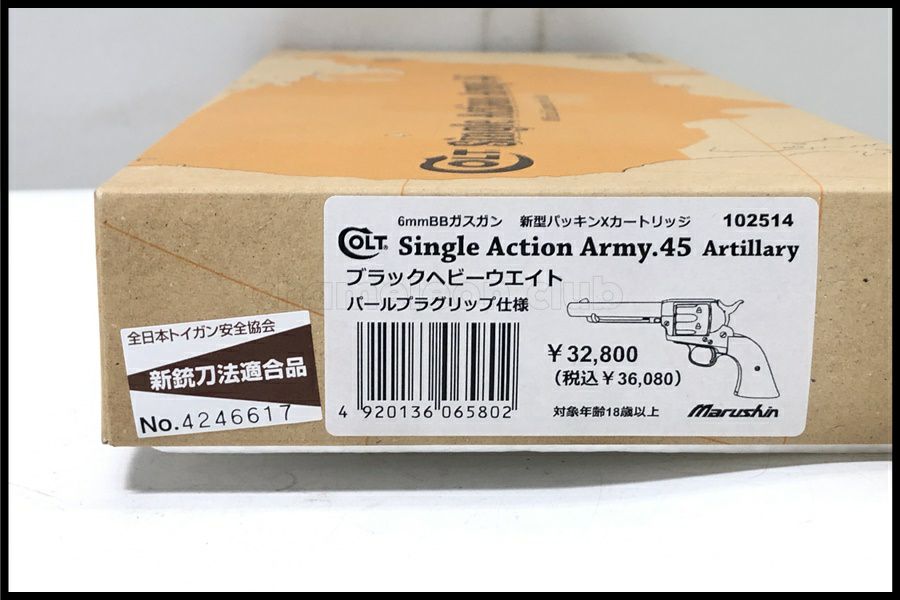 COLT Single Action Army
6mmBBガスガン 新型パッキンXカートリッジ 102514
COLT® Single Action Army.45 Artillary
ブラックヘビーウエイト
パールプラグリップ仕様
¥32,800
(税込¥36,080)
4 920136 065802
対象年齢18歳以上 Marushin
全日本トイガン安全協会
新銃刀法適合品
No.4246617